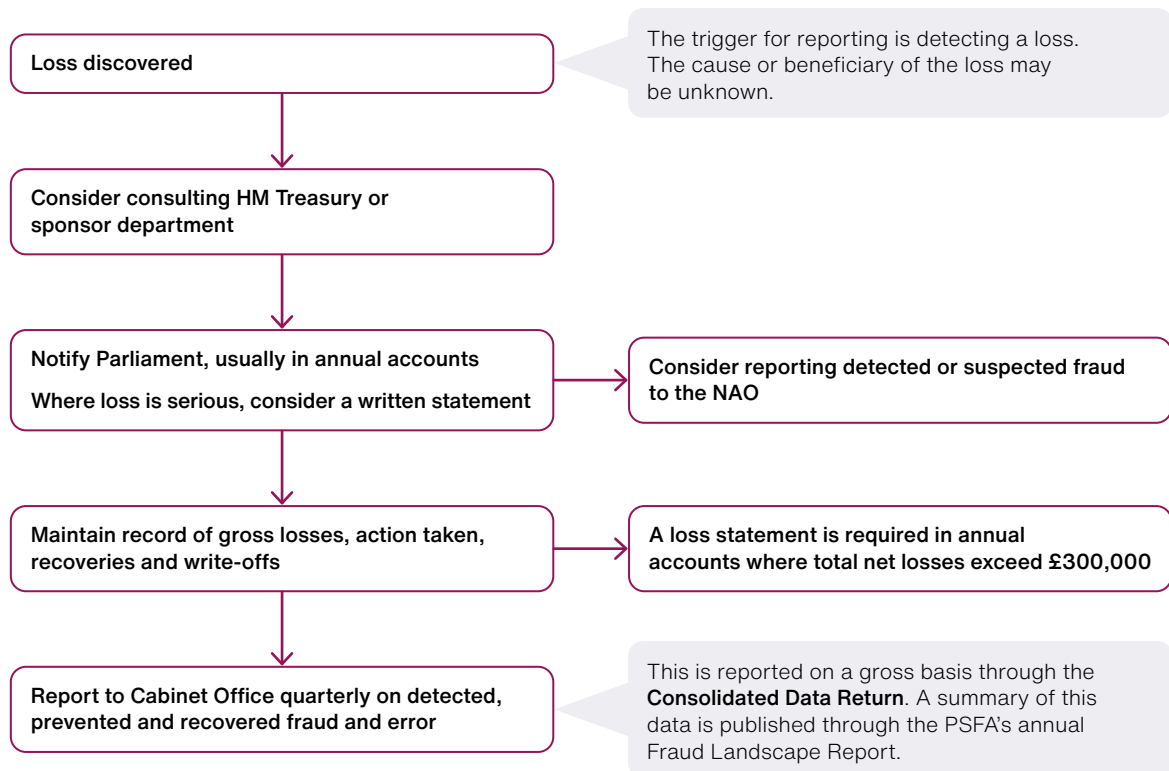 Loss discovered
The trigger for reporting is detecting a loss.
The cause or beneficiary of the loss may
be unknown.
Consider consulting HM Treasury or
sponsor department
Notify Parliament, usually in annual accounts
Where loss is serious, consider a written statement
Consider reporting detected or suspected fraud
to the NAO
Maintain record of gross losses, action taken,
recoveries and write-offs
A loss statement is required in annual
accounts where total net losses exceed £300,000
Report to Cabinet Office quarterly on detected,
prevented and recovered fraud and error
This is reported on a gross basis through the
Consolidated Data Return. A summary of this
data is published through the PSFA’s annual
Fraud Landscape Report.